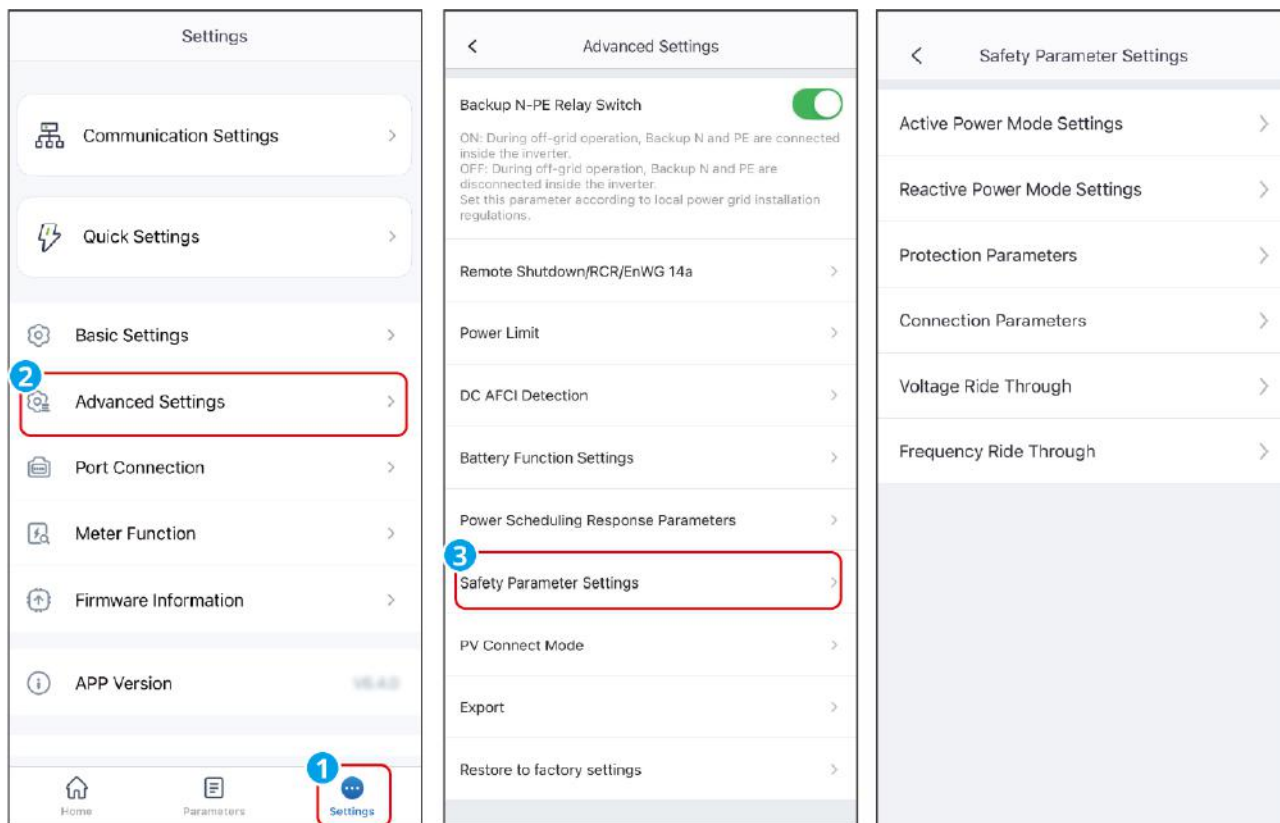 Settings
Communication Settings
Quick Settings
Basic Settings
2
Advanced Settings
Port Connection
Meter Function
Firmware Information
APP Version
1
Home
Parameters
Settings
Advanced Settings
Backup N-PE Relay Switch
ON: During off-grid operation, Backup N and PE are connected
inside the inverter.
OFF: During off-grid operation, Backup N and PE are
disconnected inside the inverter.
Set this parameter according to local power grid installation
regulations.
Remote Shutdown/RCR/EnWG 14a
Power Limit
DC AFCI Detection
Battery Function Settings
Power Scheduling Response Parameters
3
Safety Parameter Settings
PV Connect Mode
Export
Restore to factory settings
Safety Parameter Settings
Active Power Mode Settings
Reactive Power Mode Settings
Protection Parameters
Connection Parameters
Voltage Ride Through
Frequency Ride Through